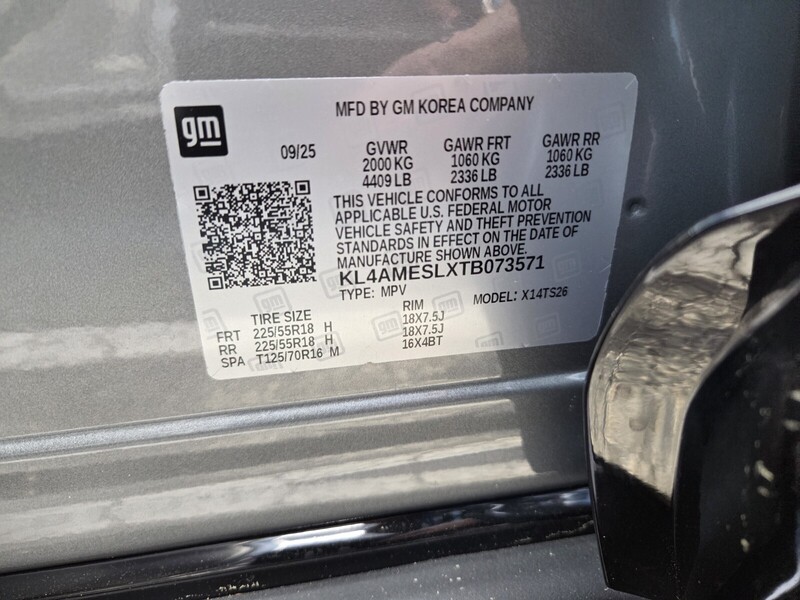 gm
MFD BY GM KOREA COMPANY
09/25
GVWR GAWR FRT GAWR RR
2000 KG 1060 KG 1060 KG
4409 LB 2336 LB 2336 LB
THIS VEHICLE CONFORMS TO ALL
APPLICABLE U.S. FEDERAL MOTOR
VEHICLE SAFETY AND THEFT PREVENTION
STANDARDS IN EFFECT ON THE DATE OF
MANUFACTURE SHOWN ABOVE.
KL4AMESLXTB073571
TYPE: MPV MODEL: X14TS26
TIRE SIZE RIM
FRT 225/55R18 H 18X7.5J
RR 225/55R18 H 18X7.5J
SPA T125/70R16 M 16X4BT